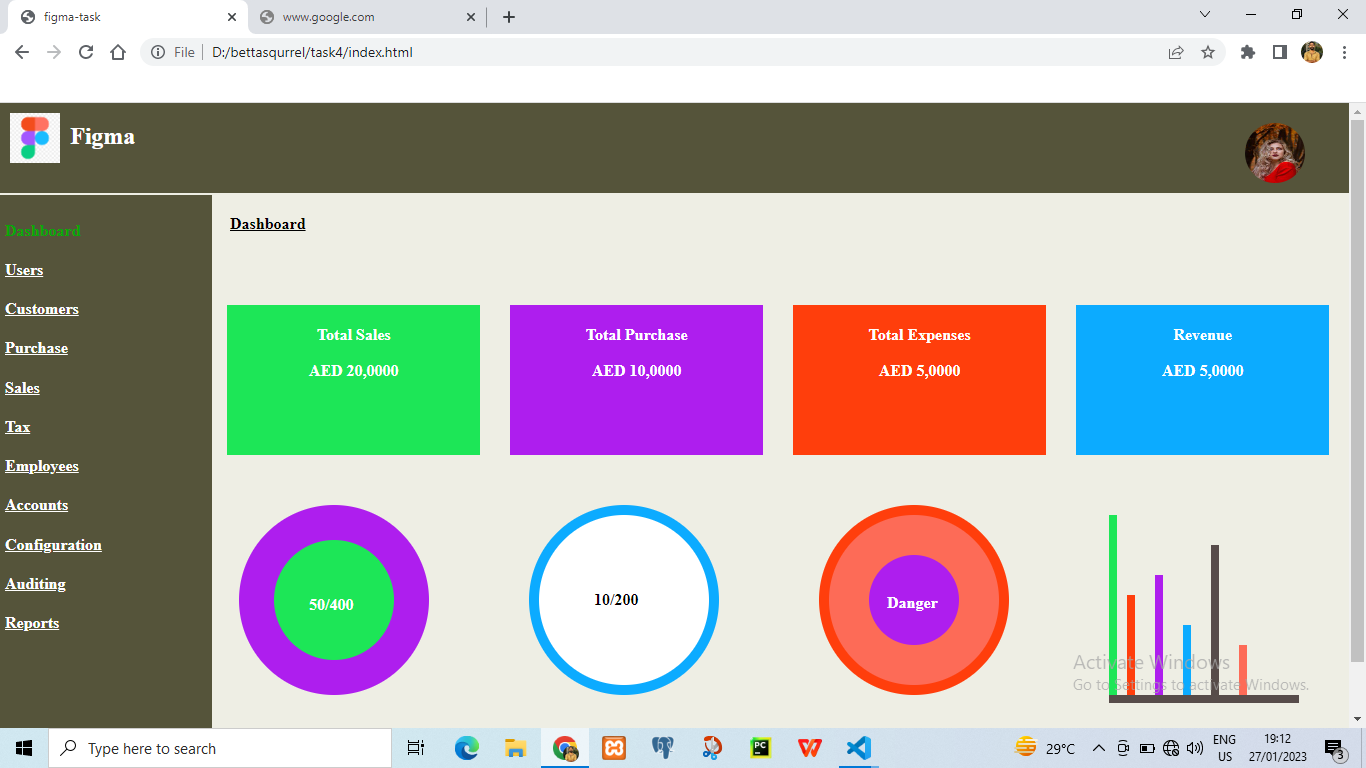 figma-task
www.google.com
File
D:/bettasqurrel/task4/index.html
Figma
Dashboard
Users
Customers
Purchase
Sales
Tax
Employees
Accounts
Configuration
Auditing
Reports
Dashboard
Total Sales
AED 20,0000
Total Purchase
AED 10,0000
Total Expenses
AED 5,0000
Revenue
AED 5,0000
50/400
10/200
Danger
Activate Windows
Go to Settings to activate Windows.
Type here to search
PC
29°C
ENG
US
19:12
27/01/2023
3